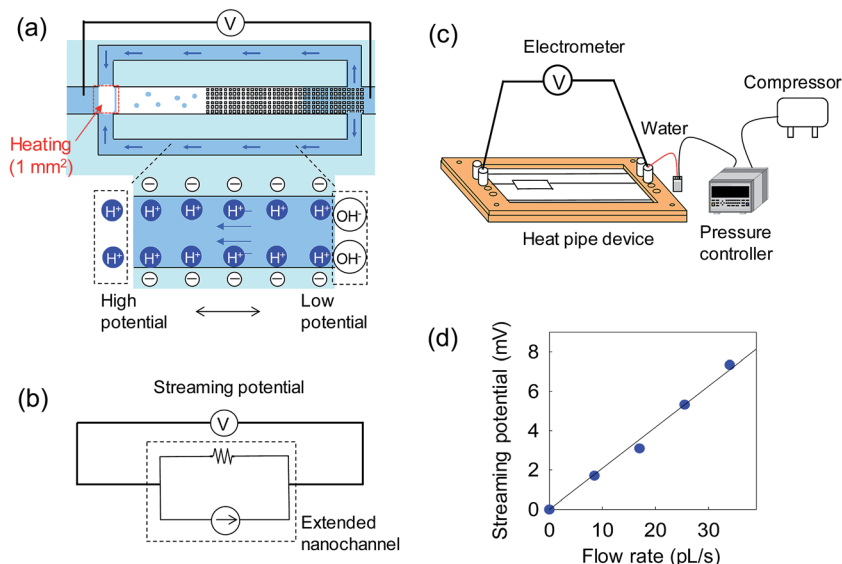 (a)
V
Heating
(1 mm²)
− − − − −
H⁺ H⁺ H⁺ H⁺ H⁺ H⁺ OH⁻
H⁺ H⁺ H⁺ H⁺ H⁺ H⁺ OH⁻
− − − − −
High
potential
Low
potential
(b)
Streaming potential
V
Extended
nanochannel
(c)
Electrometer
V
Compressor
Water
Heat pipe device
Pressure
controller
(d)
Streaming potential (mV)
8
6
4
2
0
0 10 20 30
Flow rate (pL/s)